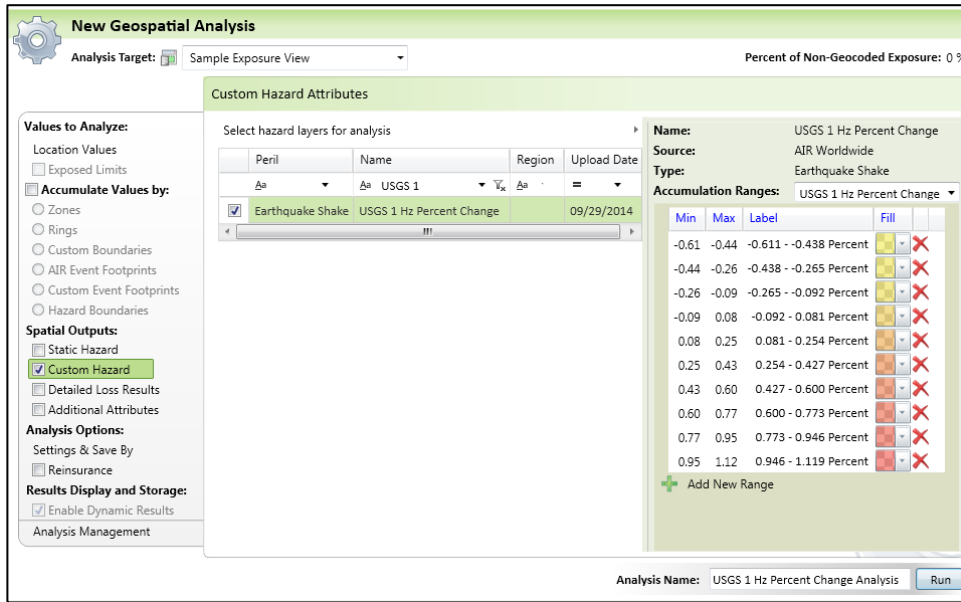 New Geospatial Analysis
Analysis Target: Sample Exposure View
Percent of Non-Geocoded Exposure: 0 %
Custom Hazard Attributes
Values to Analyze:
Location Values
Exposed Limits
Accumulate Values by:
Zones
Rings
Custom Boundaries
AIR Event Footprints
Custom Event Footprints
Hazard Boundaries
Spatial Outputs:
Static Hazard
Custom Hazard
Detailed Loss Results
Additional Attributes
Analysis Options:
Settings & Save By
Reinsurance
Results Display and Storage:
Enable Dynamic Results
Analysis Management
Select hazard layers for analysis
Peril Name Region Upload Date
Aa Aa USGS 1 Aa =
Earthquake Shake USGS 1 Hz Percent Change 09/29/2014
Name: USGS 1 Hz Percent Change
Source: AIR Worldwide
Type: Earthquake Shake
Accumulation Ranges: USGS 1 Hz Percent Change
Min Max Label Fill
-0.61 -0.44 -0.611 - -0.438 Percent
-0.44 -0.26 -0.438 - -0.265 Percent
-0.26 -0.09 -0.265 - -0.092 Percent
-0.09 0.08 -0.092 - 0.081 Percent
0.08 0.25 0.081 - 0.254 Percent
0.25 0.43 0.254 - 0.427 Percent
0.43 0.60 0.427 - 0.600 Percent
0.60 0.77 0.600 - 0.773 Percent
0.77 0.95 0.773 - 0.946 Percent
0.95 1.12 0.946 - 1.119 Percent
Add New Range
Analysis Name: USGS 1 Hz Percent Change Analysis Run